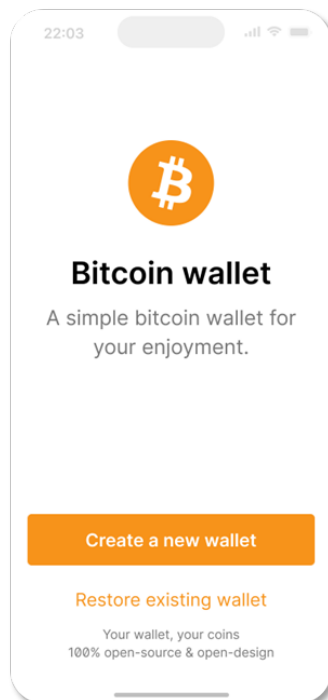 22:03
Bitcoin wallet
A simple bitcoin wallet for
your enjoyment.
Create a new wallet
Restore existing wallet
Your wallet, your coins
100% open-source & open-design